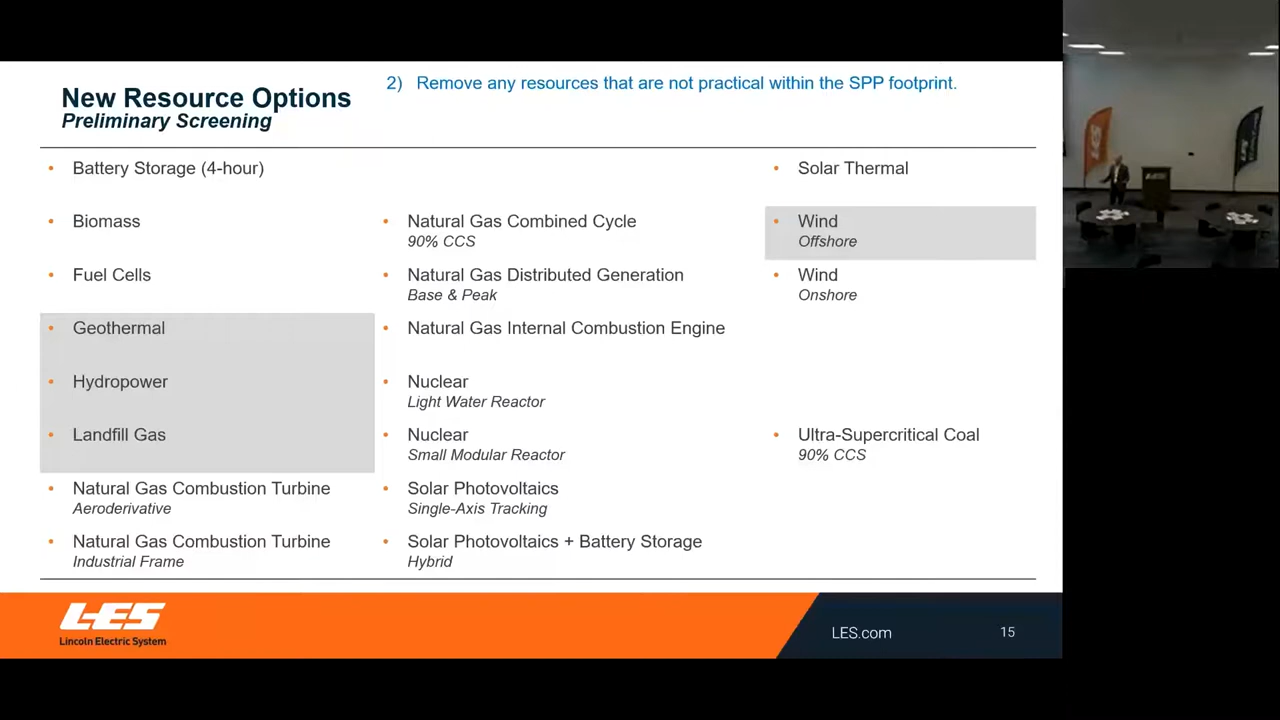 New Resource Options
Preliminary Screening
2) Remove any resources that are not practical within the SPP footprint.
• Battery Storage (4-hour)
• Biomass
• Fuel Cells
• Geothermal
• Hydropower
• Landfill Gas
• Natural Gas Combustion Turbine
Aeroderivative
• Natural Gas Combustion Turbine
Industrial Frame
• Natural Gas Combined Cycle
90% CCS
• Natural Gas Distributed Generation
Base & Peak
• Natural Gas Internal Combustion Engine
• Nuclear
Light Water Reactor
• Nuclear
Small Modular Reactor
• Solar Photovoltaics
Single-Axis Tracking
• Solar Photovoltaics + Battery Storage
Hybrid
• Solar Thermal
• Wind
Offshore
• Wind
Onshore
• Ultra-Supercritical Coal
90% CCS
LES
Lincoln Electric System
LES.com
15
LES
LES